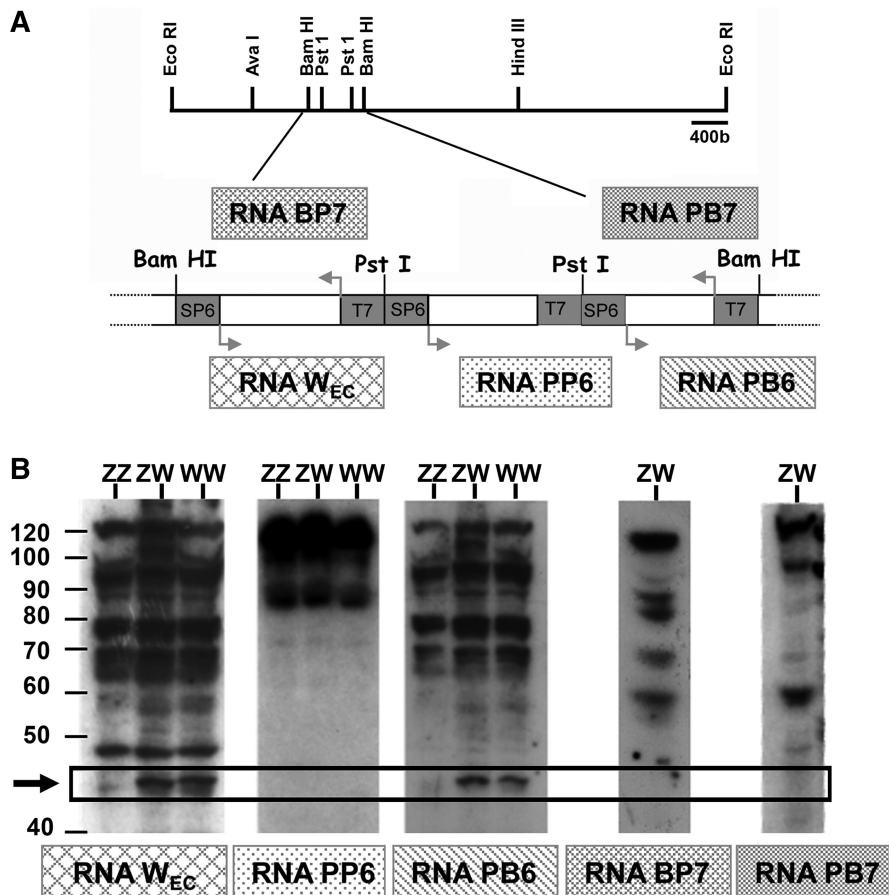 A
Eco RI
Ava I
Bam HI
Pst 1
Pst 1
Bam HI
Hind III
Eco RI
400b
RNA BP7
RNA PB7
Bam HI
Pst I
Pst I
Bam HI
SP6
T7
SP6
T7
SP6
T7
RNA WEC
RNA PP6
RNA PB6
B
ZZ ZW WW
ZZ ZW WW
ZZ ZW WW
ZW
ZW
120
100
90
80
70
60
50
40
RNA WEC
RNA PP6
RNA PB6
RNA BP7
RNA PB7